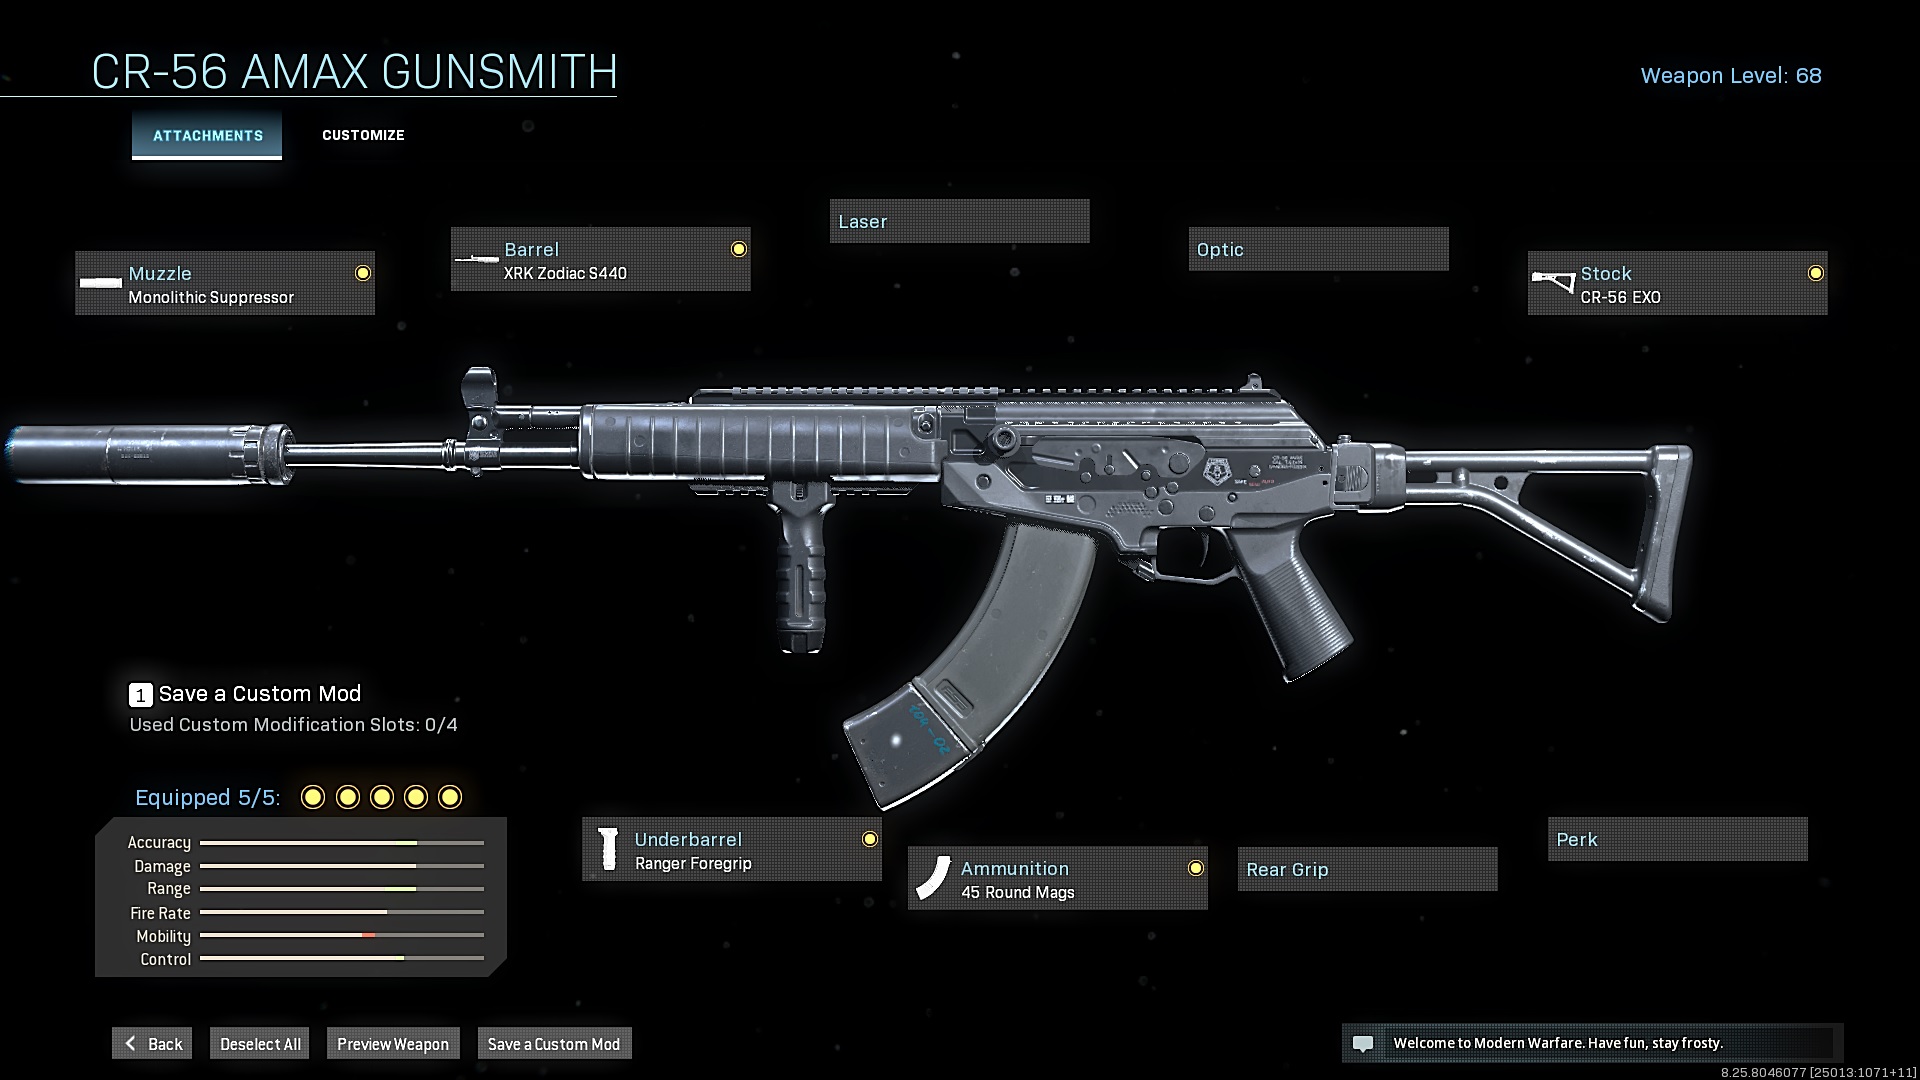 CR-56 AMAX GUNSMITH
Weapon Level: 68
ATTACHMENTS
CUSTOMIZE
Laser
Barrel
XRK Zodiac S440
Optic
Muzzle
Monolithic Suppressor
Stock
CR-56 EXO
1 Save a Custom Mod
Used Custom Modification Slots: 0/4
Equipped 5/5:
Accuracy
Damage
Range
Fire Rate
Mobility
Control
Underbarrel
Ranger Foregrip
Ammunition
45 Round Mags
Rear Grip
Perk
Back
Deselect All
Preview Weapon
Save a Custom Mod
Welcome to Modern Warfare. Have fun, stay frosty.
8.25.8046077 [25013:1071+11]